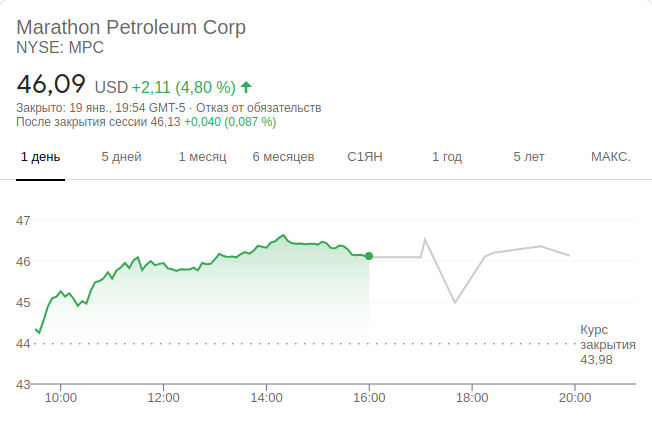 Marathon Petroleum Corp
NYSE: MPC
46,09 USD +2,11 (4,80 %)
Закрыто: 19 янв., 19:54 GMT-5 · Отказ от обязательств
После закрытия сессии 46,13 +0,040 (0,087 %)
1 день 5 дней 1 месяц 6 месяцев С1ЯН 1 год 5 лет МАКС.
47
46
45
Курс
44 закрытия
43,98
43
10:00 12:00 14:00 16:00 18:00 20:00